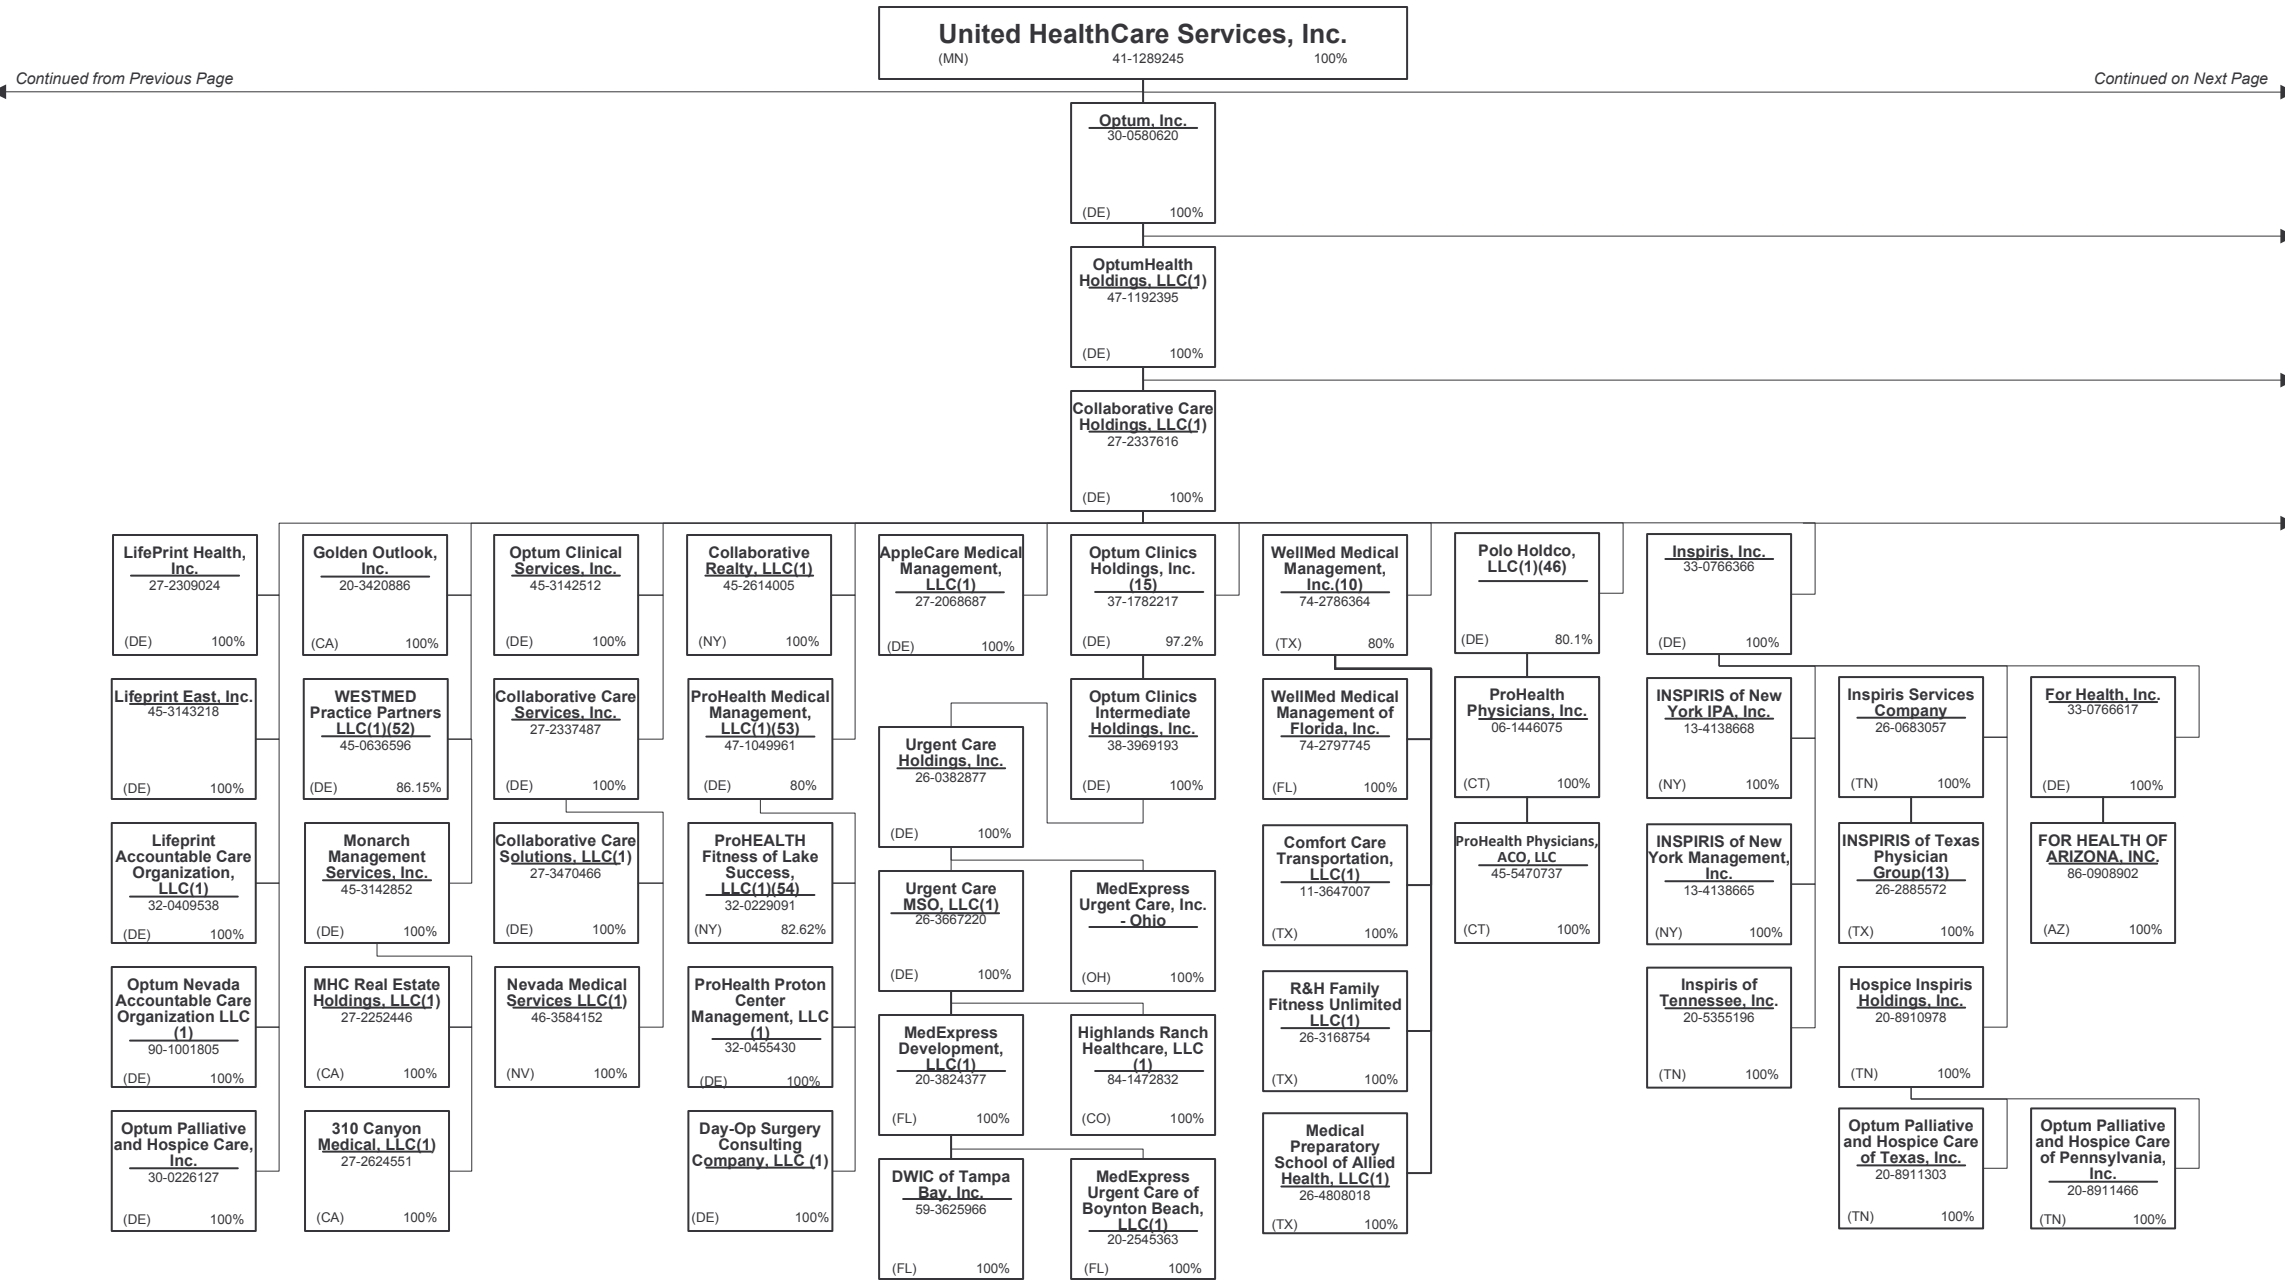 United HealthCare Services, Inc.
(MN) 41-1289245 100%
Continued from Previous Page
Continued on Next Page
Optum, Inc.
30-0580620
(DE) 100%
OptumHealth
Holdings, LLC(1)
47-1192395
(DE) 100%
Collaborative Care
Holdings, LLC(1)
27-2337616
(DE) 100%
LifePrint Health,
Inc.
27-2309024
(DE) 100%
Golden Outlook,
Inc.
20-3420886
(CA) 100%
Optum Clinical
Services, Inc.
45-3142512
(DE) 100%
Collaborative
Realty, LLC(1)
45-2614005
(NY) 100%
AppleCare Medical
Management,
LLC(1)
27-2068687
(DE) 100%
Optum Clinics
Holdings, Inc.
(15)
37-1782217
(DE) 97.2%
WellMed Medical
Management,
Inc.(10)
74-2786364
(TX) 80%
Polo Holdco,
LLC(1)(46)
(DE) 80.1%
Inspiris, Inc.
33-0766366
(DE) 100%
Lifeprint East, Inc.
45-3143218
(DE) 100%
WESTMED
Practice Partners
LLC(1)(52)
45-0636596
(DE) 86.15%
Collaborative Care
Services, Inc.
27-2337487
(DE) 100%
ProHealth Medical
Management,
LLC(1)(53)
47-1049961
(DE) 80%
Urgent Care
Holdings, Inc.
26-0382877
(DE) 100%
Optum Clinics
Intermediate
Holdings, Inc.
38-3969193
(DE) 100%
WellMed Medical
Management of
Florida, Inc.
74-2797745
(FL) 100%
ProHealth
Physicians, Inc.
06-1446075
(CT) 100%
INSPIRIS of New
York IPA, Inc.
13-4138668
(NY) 100%
Inspiris Services
Company
26-0683057
(TN) 100%
For Health, Inc.
33-0766617
(DE) 100%
Lifeprint
Accountable Care
Organization,
LLC(1)
32-0409538
(DE) 100%
Monarch
Management
Services, Inc.
45-3142852
(DE) 100%
Collaborative Care
Solutions, LLC(1)
27-3470466
(DE) 100%
ProHEALTH
Fitness of Lake
Success,
LLC(1)(54)
32-0229091
(NY) 82.62%
Urgent Care
MSO, LLC(1)
26-3667220
(DE) 100%
MedExpress
Urgent Care, Inc.
- Ohio
(OH) 100%
Comfort Care
Transportation,
LLC(1)
11-3647007
(TX) 100%
ProHealth Physicians,
ACO, LLC
45-5470737
(CT) 100%
INSPIRIS of New
York Management,
Inc.
13-4138665
(NY) 100%
INSPIRIS of Texas
Physician
Group(13)
26-2885572
(TX) 100%
FOR HEALTH OF
ARIZONA, INC.
86-0908902
(AZ) 100%
Optum Nevada
Accountable Care
Organization LLC
(1)
90-1001805
(DE) 100%
MHC Real Estate
Holdings, LLC(1)
27-2252446
(CA) 100%
Nevada Medical
Services LLC(1)
46-3584152
(NV) 100%
ProHealth Proton
Center
Management, LLC
(1)
32-0455430
(DE) 100%
MedExpress
Development,
LLC(1)
20-3824377
(FL) 100%
Highlands Ranch
Healthcare, LLC
(1)
84-1472832
(CO) 100%
R&H Family
Fitness Unlimited
LLC(1)
26-3168754
(TX) 100%
Inspiris of
Tennessee, Inc.
20-5355196
(TN) 100%
Hospice Inspiris
Holdings, Inc.
20-8910978
(TN) 100%
Optum Palliative
and Hospice Care,
Inc.
30-0226127
(DE) 100%
310 Canyon
Medical, LLC(1)
27-2624551
(CA) 100%
Day-Op Surgery
Consulting
Company, LLC (1)
(DE) 100%
DWIC of Tampa
Bay, Inc.
59-3625966
(FL) 100%
MedExpress
Urgent Care of
Boynton Beach,
LLC(1)
20-2545363
(FL) 100%
Medical
Preparatory
School of Allied
Health, LLC(1)
26-4808018
(TX) 100%
Optum Palliative
and Hospice Care
of Texas, Inc.
20-8911303
(TN) 100%
Optum Palliative
and Hospice Care
of Pennsylvania,
Inc.
20-8911466
(TN) 100%